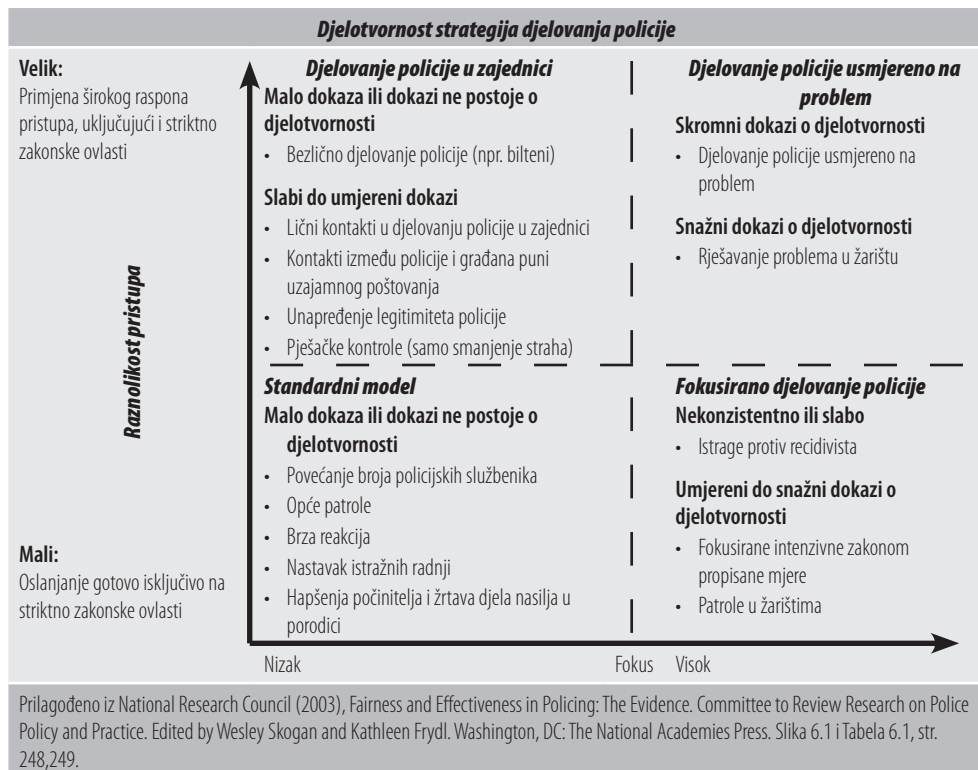 Djelotvornost strategija djelovanja policije
Velik:
Primjena širokog raspona
pristupa, uključujući i striktno
zakonske ovlasti
Raznolikost pristupa
Mali:
Oslanjanje gotovo isključivo na
striktno zakonske ovlasti
Djelovanje policije u zajednici
Malo dokaza ili dokazi ne postoje o
djelotvornosti
• Bezlično djelovanje policije (npr. bilteni)
Slabi do umjereni dokazi
• Lični kontakti u djelovanju policije u zajednici
• Kontakti između policije i građana puni
uzajamnog poštovanja
• Unapređenje legitimiteta policije
• Pješačke kontrole (samo smanjenje straha)
Djelovanje policije usmjereno na
problem
Skromni dokazi o djelotvornosti
• Djelovanje policije usmjereno na
problem
Snažni dokazi o djelotvornosti
• Rješavanje problema u žarištu
Standardni model
Malo dokaza ili dokazi ne postoje o
djelotvornosti
• Povećanje broja policijskih službenika
• Opće patrole
• Brza reakcija
• Nastavak istražnih radnji
• Hapšenja počinitelja i žrtava djela nasilja u
porodici
Fokusirano djelovanje policije
Nekonzistentno ili slabo
• Istrage protiv recidivista
Umjereni do snažni dokazi o
djelotvornosti
• Fokusirane intenzivne zakonom
propisane mjere
• Patrole u žarištima
Nizak Fokus Visok
Prilagođeno iz National Research Council (2003), Fairness and Effectiveness in Policing: The Evidence. Committee to Review Research on Police
Policy and Practice. Edited by Wesley Skogan and Kathleen Frydl. Washington, DC: The National Academies Press. Slika 6.1 i Tabela 6.1, str.
248,249.